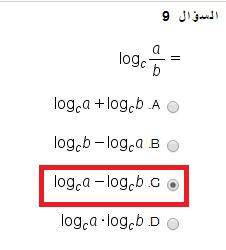 السؤال 9
log_c a/b =
log_c a + log_c b .A
log_c b − log_c a .B
log_c a − log_c b .C
log_c a · log_c b .D